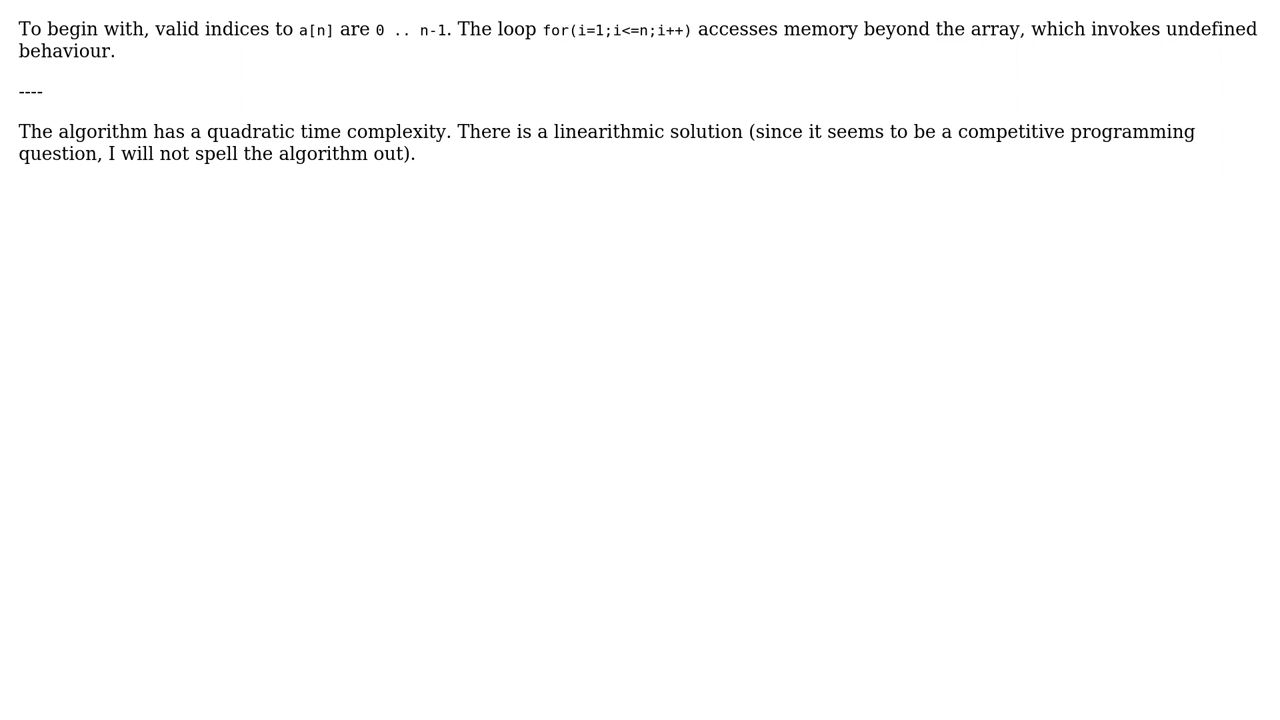 To begin with, valid indices to a[n] are 0 .. n-1. The loop for(i=1;i<=n;i++) accesses memory beyond the array, which invokes undefined
behaviour.
----
The algorithm has a quadratic time complexity. There is a linearithmic solution (since it seems to be a competitive programming
question, I will not spell the algorithm out).